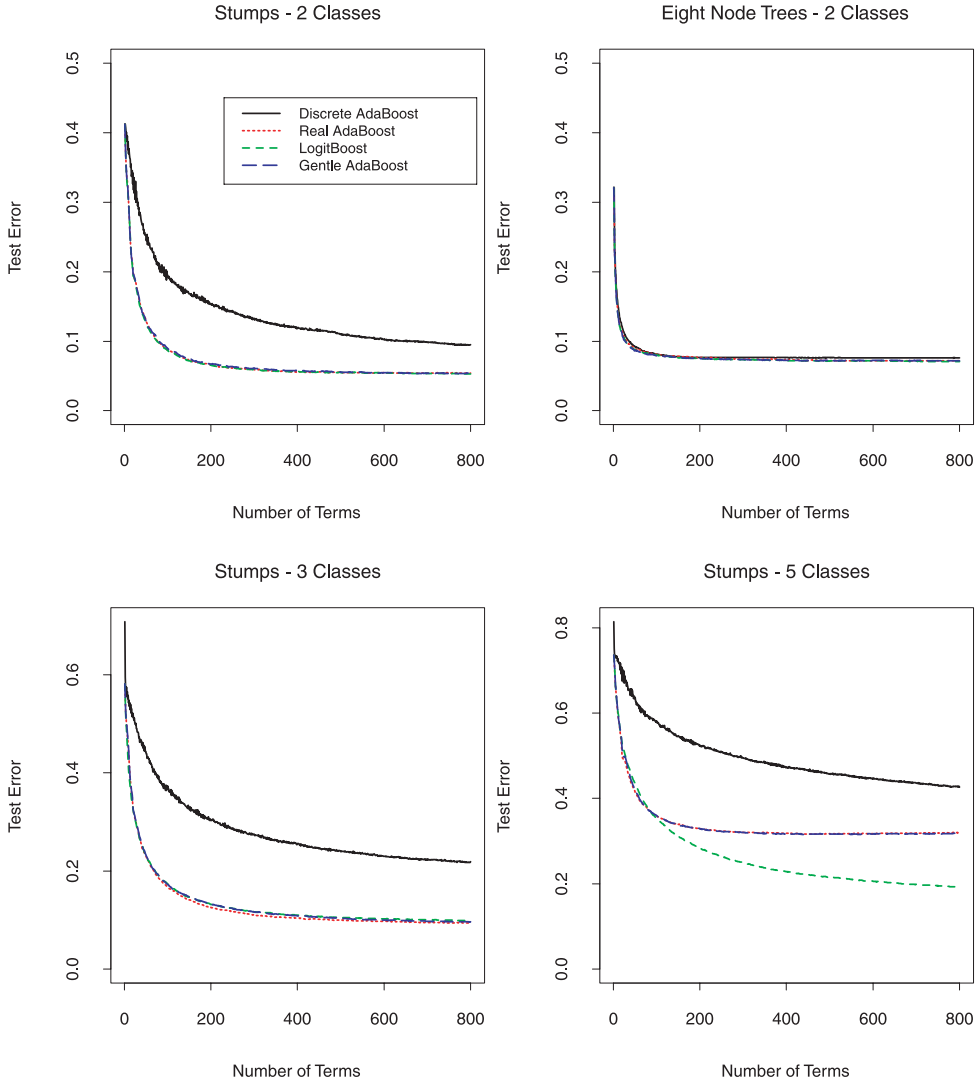 Stumps - 2 Classes
Test Error
0.5
0.4
0.3
0.2
0.1
0.0
Discrete AdaBoost
Real AdaBoost
LogitBoost
Gentle AdaBoost
0 200 400 600 800
Number of Terms
Eight Node Trees - 2 Classes
Test Error
0.5
0.4
0.3
0.2
0.1
0.0
0 200 400 600 800
Number of Terms
Stumps - 3 Classes
Test Error
0.6
0.4
0.2
0.0
0 200 400 600 800
Number of Terms
Stumps - 5 Classes
Test Error
0.8
0.6
0.4
0.2
0.0
0 200 400 600 800
Number of Terms